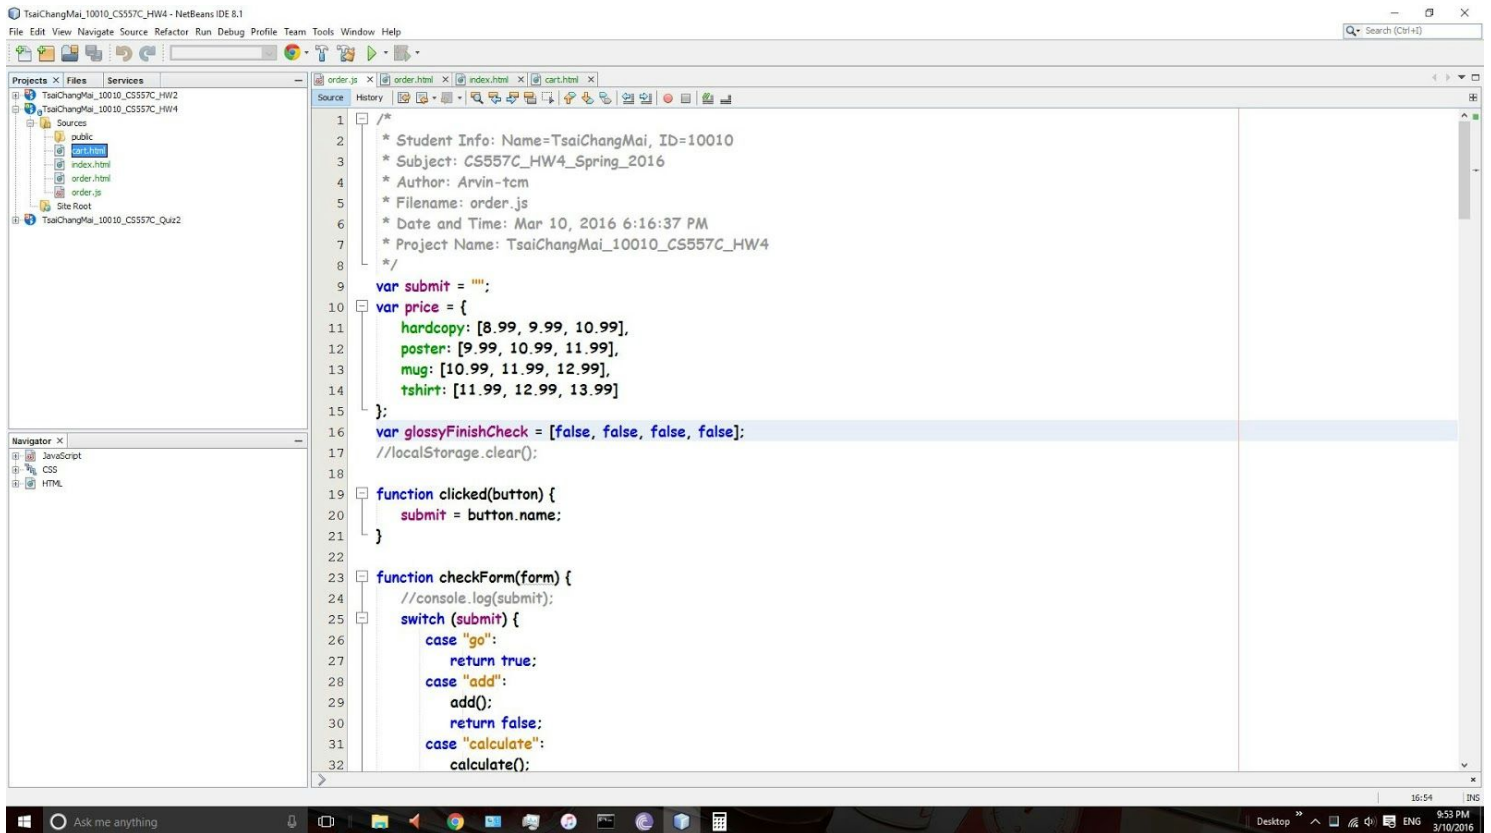 TsaiChangMai_10010_CS557C_HW4 - NetBeans IDE 8.1
File Edit View Navigate Source Refactor Run Debug Profile Team Tools Window Help
Search (Ctrl+I)
Projects Files Services
TsaiChangMai_10010_CS557C_HW2
TsaiChangMai_10010_CS557C_HW4
Sources
public
cart.html
index.html
order.html
order.js
Site Root
TsaiChangMai_10010_CS557C_Quiz2
Navigator
JavaScript
CSS
HTML
order.js order.html index.html cart.html
Source History
1 /*
2 * Student Info: Name=TsaiChangMai, ID=10010
3 * Subject: CS557C_HW4_Spring_2016
4 * Author: Arvin-tcm
5 * Filename: order.js
6 * Date and Time: Mar 10, 2016 6:16:37 PM
7 * Project Name: TsaiChangMai_10010_CS557C_HW4
8 */
9 var submit = "";
10 var price = {
11 hardcopy: [8.99, 9.99, 10.99],
12 poster: [9.99, 10.99, 11.99],
13 mug: [10.99, 11.99, 12.99],
14 tshirt: [11.99, 12.99, 13.99]
15 };
16 var glossyFinishCheck = [false, false, false, false];
17 //localStorage.clear();
18
19 function clicked(button) {
20 submit = button.name;
21 }
22
23 function checkForm(form) {
24 //console.log(submit);
25 switch (submit) {
26 case "go":
27 return true;
28 case "add":
29 add();
30 return false;
31 case "calculate":
32 calculate();
16:54 INS
Ask me anything
Desktop ENG 9:53 PM
3/10/2016